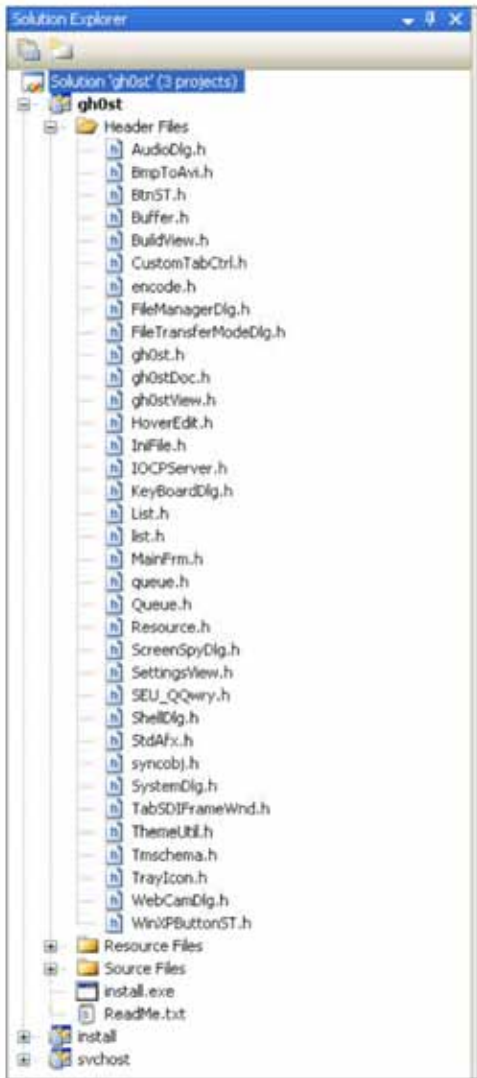 Solution Explorer
Solution 'gh0st' (3 projects)
gh0st
Header Files
AudioDlg.h
BmpToAvi.h
BtnST.h
Buffer.h
BuildView.h
CustomTabCtrl.h
encode.h
FileManagerDlg.h
FileTransferModeDlg.h
gh0st.h
gh0stDoc.h
gh0stView.h
HoverEdit.h
IniFile.h
IOCPServer.h
KeyBoardDlg.h
List.h
list.h
MainFrm.h
queue.h
Queue.h
Resource.h
ScreenSpyDlg.h
SettingsView.h
SEU_QQwry.h
ShellDlg.h
StdAfx.h
syncobj.h
SystemDlg.h
TabSDIFrameWnd.h
ThemeUtil.h
Tmschema.h
TrayIcon.h
WebCamDlg.h
WinXPButtonST.h
Resource Files
Source Files
install.exe
ReadMe.txt
install
svchost